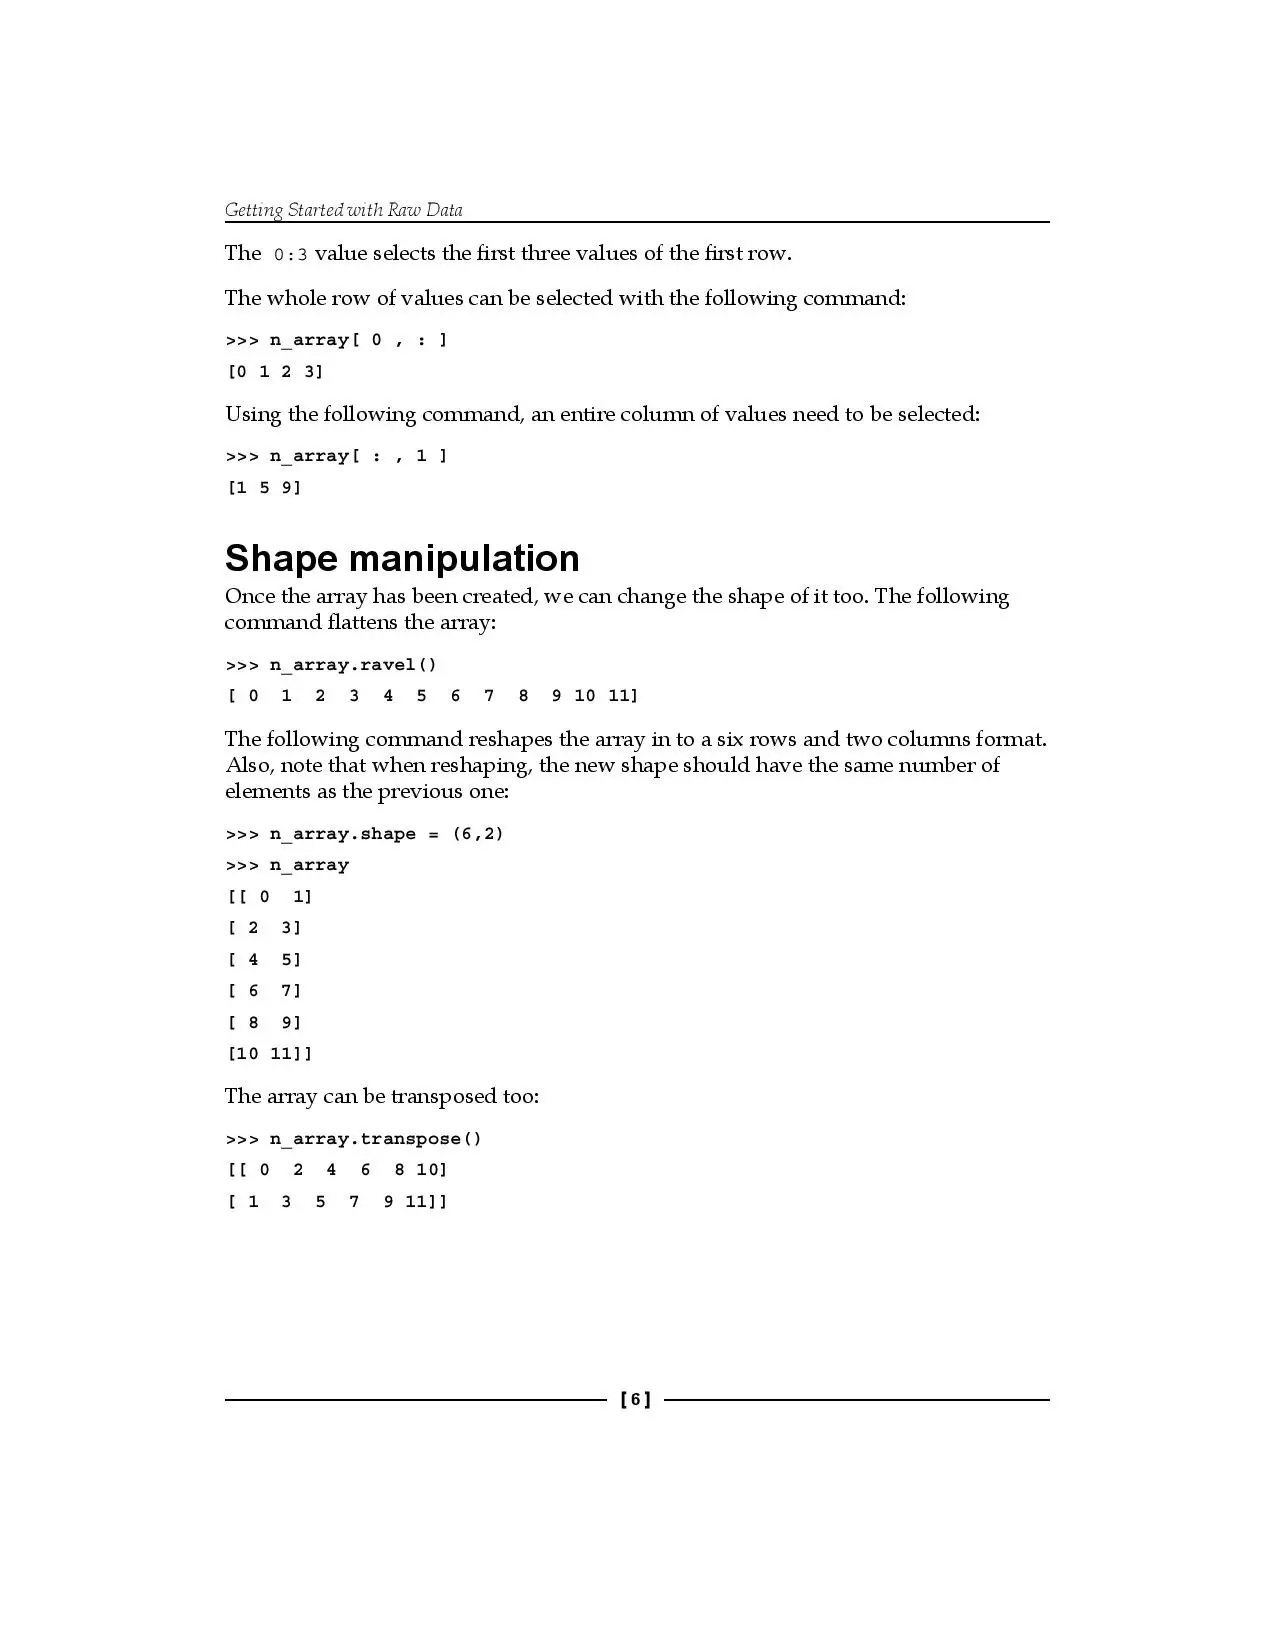 Getting Started with Raw Data
The 0:3 value selects the first three values of the first row.
The whole row of values can be selected with the following command:
>>> n_array[ 0 , : ]
[0 1 2 3]
Using the following command, an entire column of values need to be selected:
>>> n_array[ : , 1 ]
[1 5 9]
Shape manipulation
Once the array has been created, we can change the shape of it too. The following
command flattens the array:
>>> n_array.ravel()
[ 0  1  2  3  4  5  6  7  8  9 10 11]
The following command reshapes the array in to a six rows and two columns format.
Also, note that when reshaping, the new shape should have the same number of
elements as the previous one:
>>> n_array.shape = (6,2)
>>> n_array
[[ 0  1]
[ 2  3]
[ 4  5]
[ 6  7]
[ 8  9]
[10 11]]
The array can be transposed too:
>>> n_array.transpose()
[[ 0  2  4  6  8 10]
[ 1  3  5  7  9 11]]
[ 6 ]